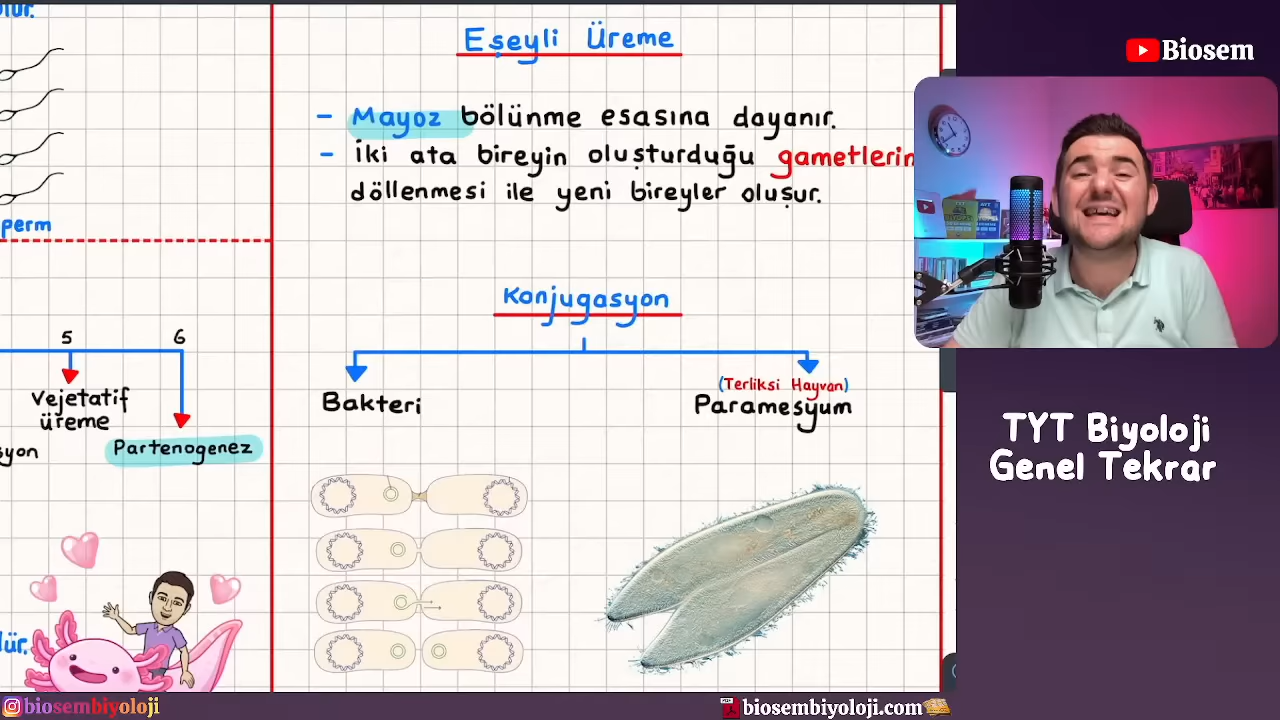 Eşeyli Üreme
- Mayoz bölünme esasına dayanır.
- İki ata bireyin oluşturduğu gametlerin
döllenmesi ile yeni bireyler oluşur.
perm
5
6
vejetatif
üreme
Partenogenez
Konjugasyon
Bakteri
(Terliksi Hayvan)
Paramesyum
Biosem
TYT Biyoloji
Genel Tekrar
biosembiyoloji
biosembiyoloji.com